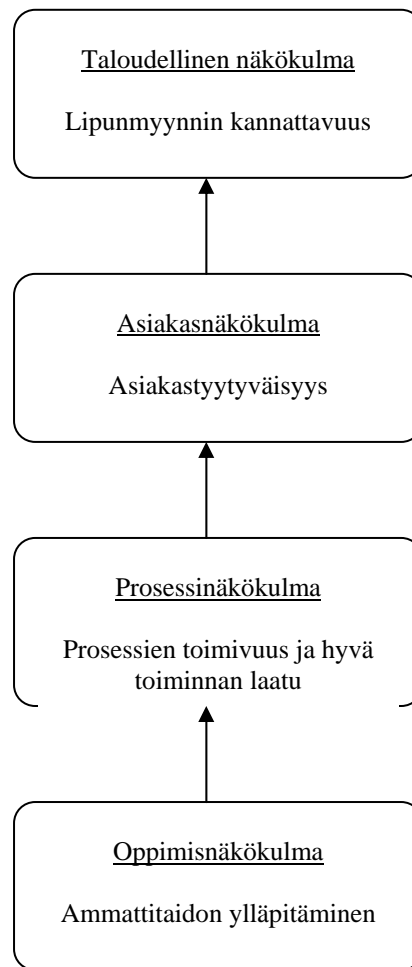 Taloudellinen näkökulma
Lipunmyynnin kannattavuus
Asiakasnäkökulma
Asiakastyytyväisyys
Prosessinäkökulma
Prosessien toimivuus ja hyvä
toiminnan laatu
Oppimisnäkökulma
Ammattitaidon ylläpitäminen